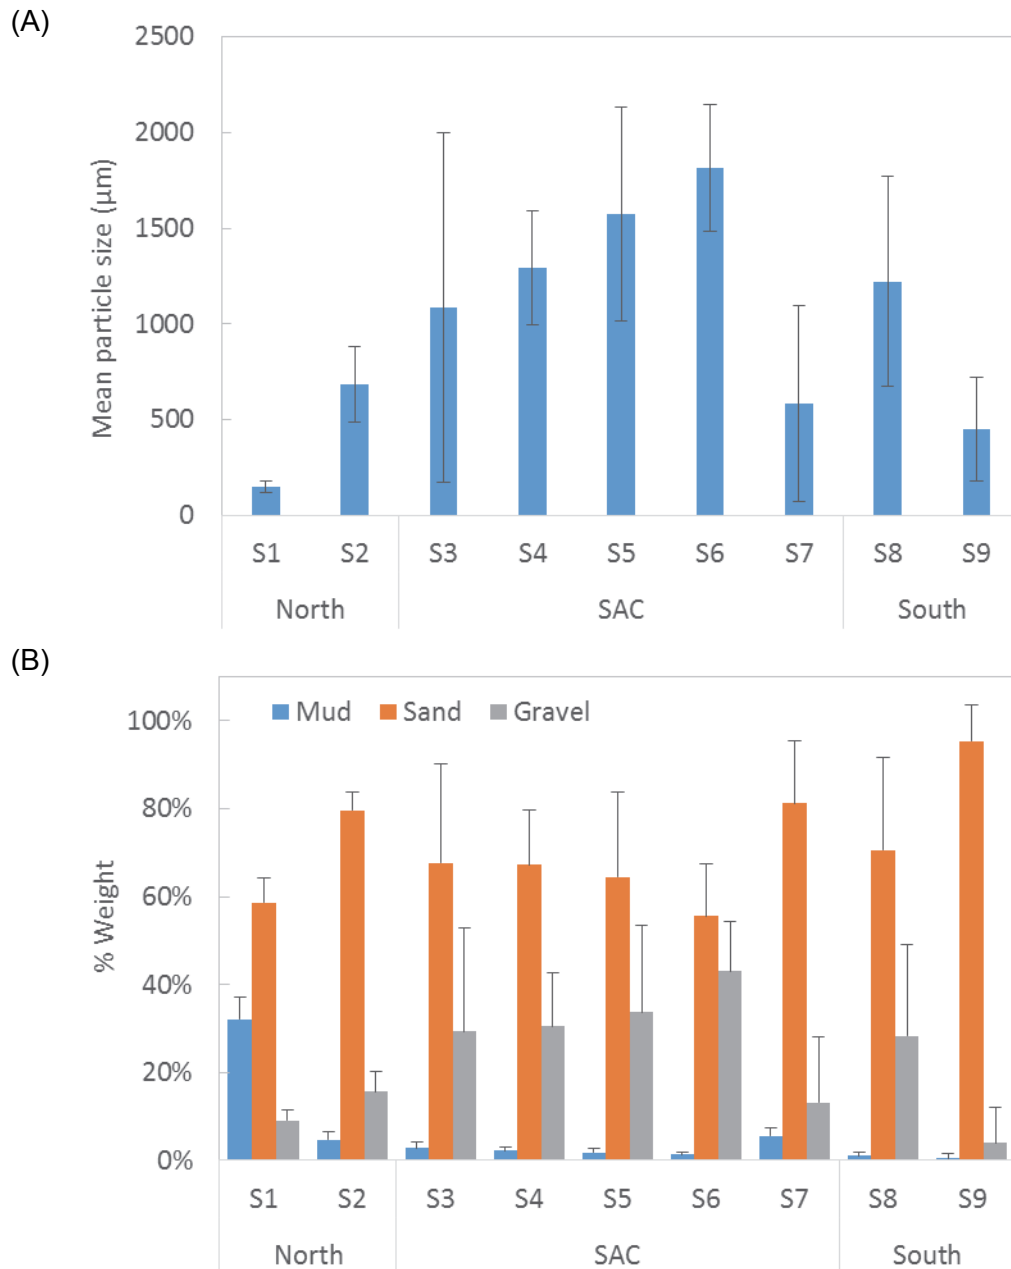 (A)
Mean particle size (µm)
2500
2000
1500
1000
500
0
S1 S2 S3 S4 S5 S6 S7 S8 S9
North SAC South
(B)
% Weight
Mud Sand Gravel
100%
80%
60%
40%
20%
0%
S1 S2 S3 S4 S5 S6 S7 S8 S9
North SAC South